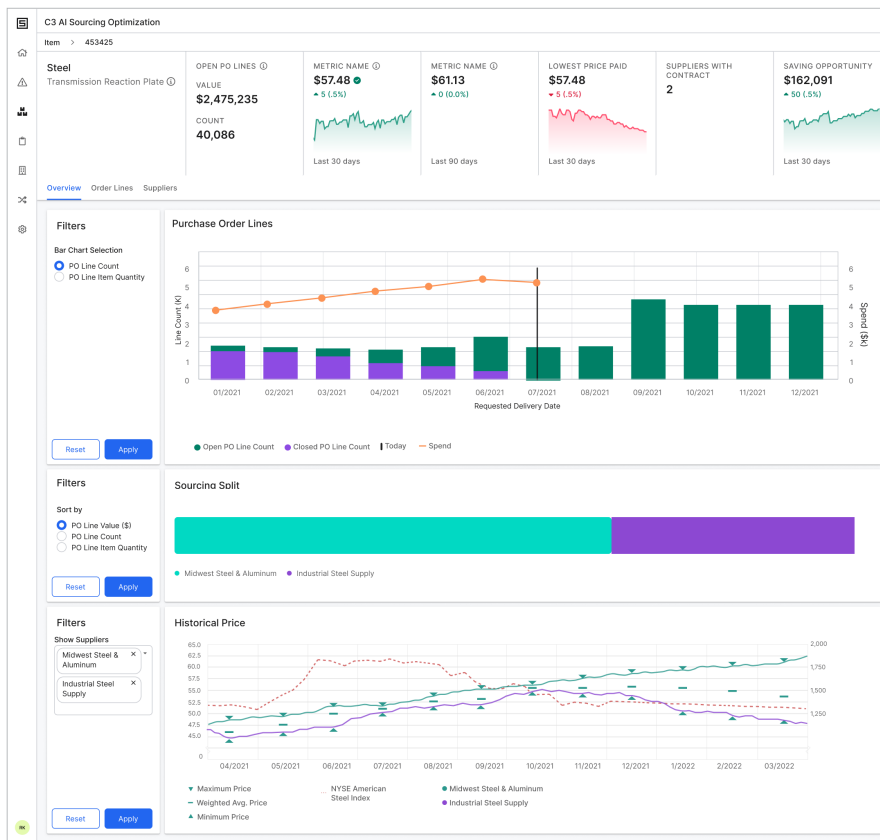 C3 AI Sourcing Optimization
Item > 453425
Steel
Transmission Reaction Plate
OPEN PO LINES
VALUE
$2,475,235
COUNT
40,086
METRIC NAME
$57.48
5 (.5%)
Last 30 days
METRIC NAME
$61.13
0 (0.0%)
Last 90 days
LOWEST PRICE PAID
$57.48
5 (.5%)
Last 30 days
SUPPLIERS WITH
CONTRACT
2
SAVING OPPORTUNITY
$162,091
50 (.5%)
Last 30 days
Overview Order Lines Suppliers
Filters
Bar Chart Selection
PO Line Count
PO Line Item Quantity
Reset Apply
Purchase Order Lines
Line Count (K)
6
5
4
3
2
1
0
6
5
4
3
2
1
0
Spend ($k)
01/2021 02/2021 03/2021 04/2021 05/2021 06/2021 07/2021 08/2021 09/2021 10/2021 11/2021 12/2021
Requested Delivery Date
Open PO Line Count Closed PO Line Count Today Spend
Filters
Sort by
PO Line Value ($)
PO Line Count
PO Line Item Quantity
Reset Apply
Sourcing Split
Midwest Steel & Aluminum Industrial Steel Supply
Filters
Show Suppliers
Midwest Steel &
Aluminum
Industrial Steel
Supply
Reset Apply
Historical Price
65.0
62.5
60.0
57.5
55.0
52.5
50.0
47.5
45.0
0
2,000
1,750
1,500
1,250
04/2021 05/2021 06/2021 07/2021 08/2021 09/2021 10/2021 11/2021 12/2021 1/2022 2/2022 03/2022
Maximum Price
Weighted Avg. Price
Minimum Price
NYSE American
Steel Index
Midwest Steel & Aluminum
Industrial Steel Supply